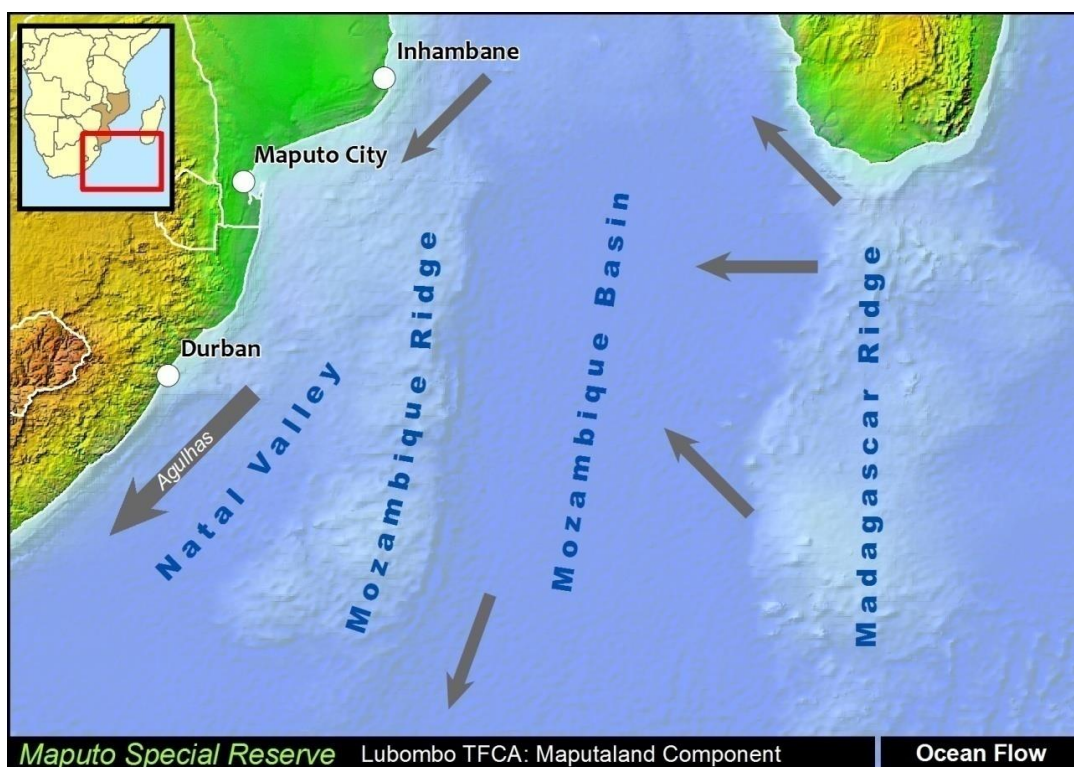 Inhambane
Maputo City
Durban
Agulhas
Natal Valley
Mozambique Ridge
Mozambique Basin
Madagascar Ridge
Maputo Special Reserve Lubombo TFCA: Maputaland Component Ocean Flow